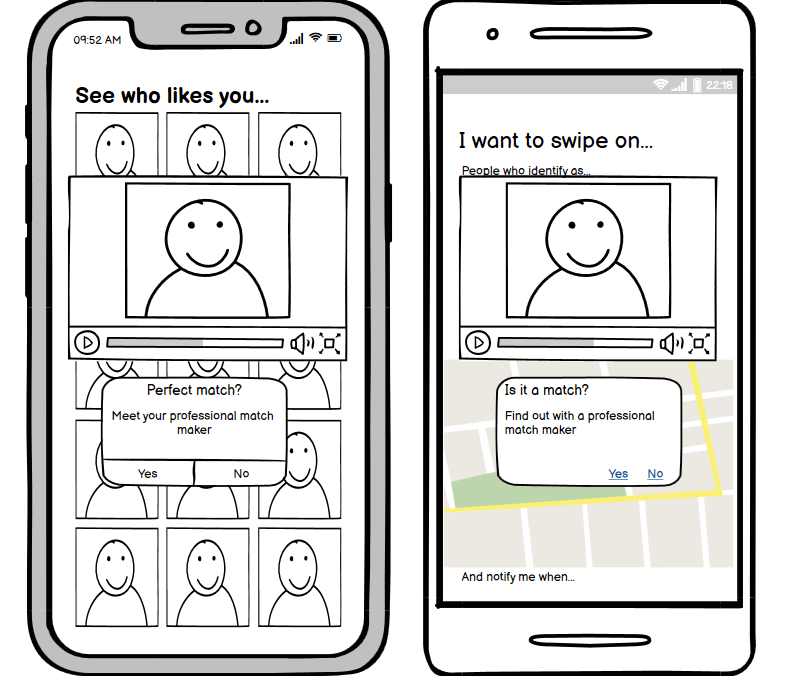 09:52 AM
See who likes you...
Perfect match?
Meet your professional match
maker
Yes No
22:18
I want to swipe on...
People who identify as...
Is it a match?
Find out with a professional
match maker
Yes No
And notify me when...